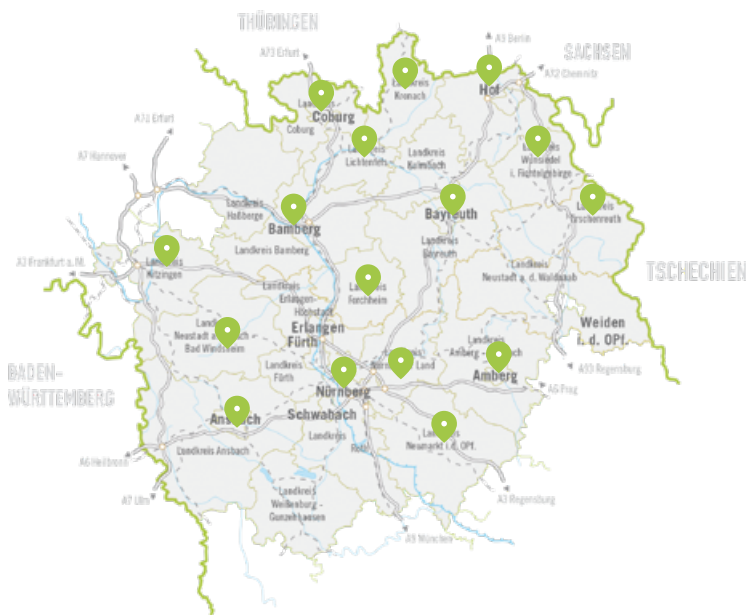 THÜRINGEN
A9 Berlin
SACHSEN
A73 Erfurt
A72 Chemnitz
Landkreis
Kronach
Hof
Coburg
Coburg
A71 Erfurt
A7 Hannover
Lichtenfels
Landkreis
Kulmbach
Wunsiedel
i. Fichtelgebirge
Landkreis
Haßberge
Bamberg
Bayreuth
Landkreis Bamberg
Landkreis
Bayreuth
A3 Frankfurt a. M.
Kitzingen
Landkreis
Neustadt a. d. Waldnaab
TSCHECHIEN
Landkreis
Erlangen-
Höchstadt
Forchheim
Erlangen
Fürth
Bad Windsheim
Weiden
i. d. OPf.
Landkreis
Fürth
Land
Landkreis
Amberg
BADEN-
WÜRTTEMBERG
A93 Regensburg
A6 Prag
Nürnberg
Schwabach
Landkreis
Roth
Landkreis Ansbach
Neumarkt i.d. OPf.
A6 Heilbronn
A7 Ulm
Landkreis
Weißenburg -
Gunzenhausen
A3 Regensburg
A9 München